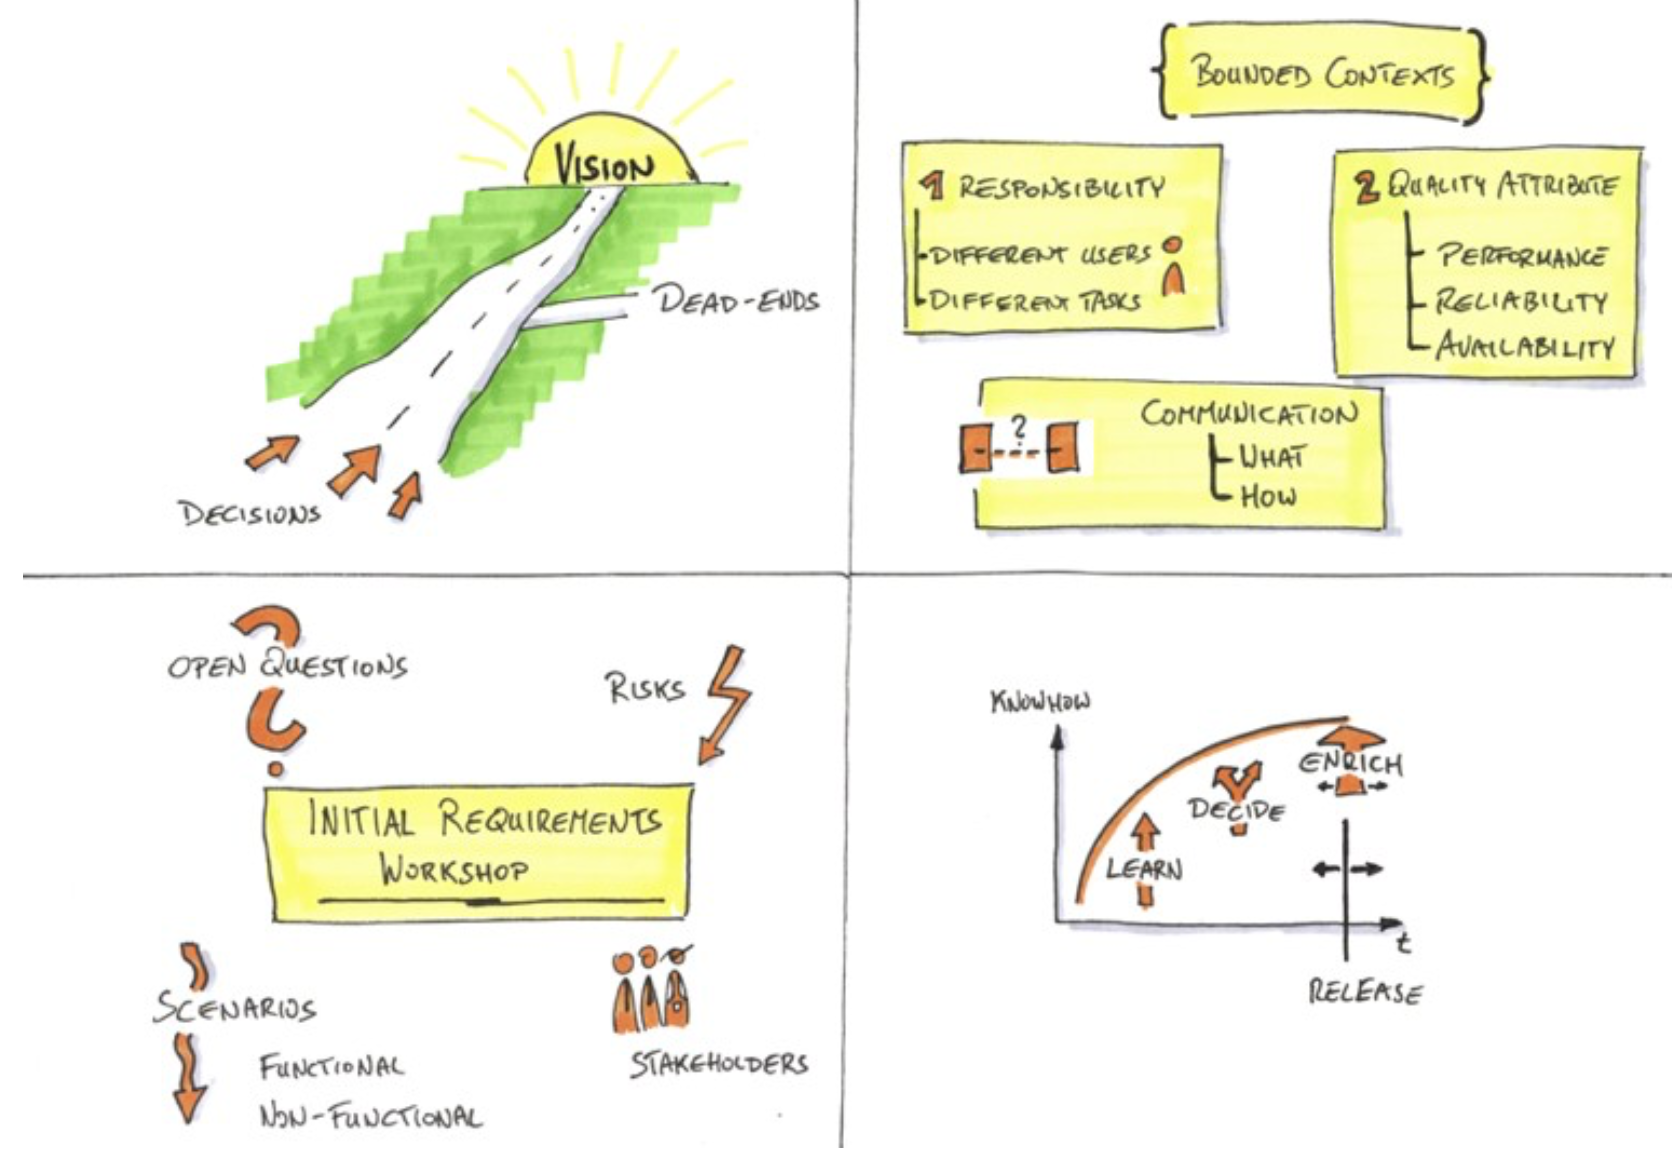 VISION
DEAD-ENDS
DECISIONS
BOUNDED CONTEXTS
1 RESPONSIBILITY
DIFFERENT USERS
DIFFERENT TASKS
2 QUALITY ATTRIBUTE
PERFORMANCE
RELIABILITY
AVAILABILITY
?
COMMUNICATION
WHAT
HOW
OPEN QUESTIONS
RISKS
INITIAL REQUIREMENTS
WORKSHOP
SCENARIOS
FUNCTIONAL
NON-FUNCTIONAL
STAKEHOLDERS
KNOWHOW
ENRICH
DECIDE
LEARN
t
RELEASE